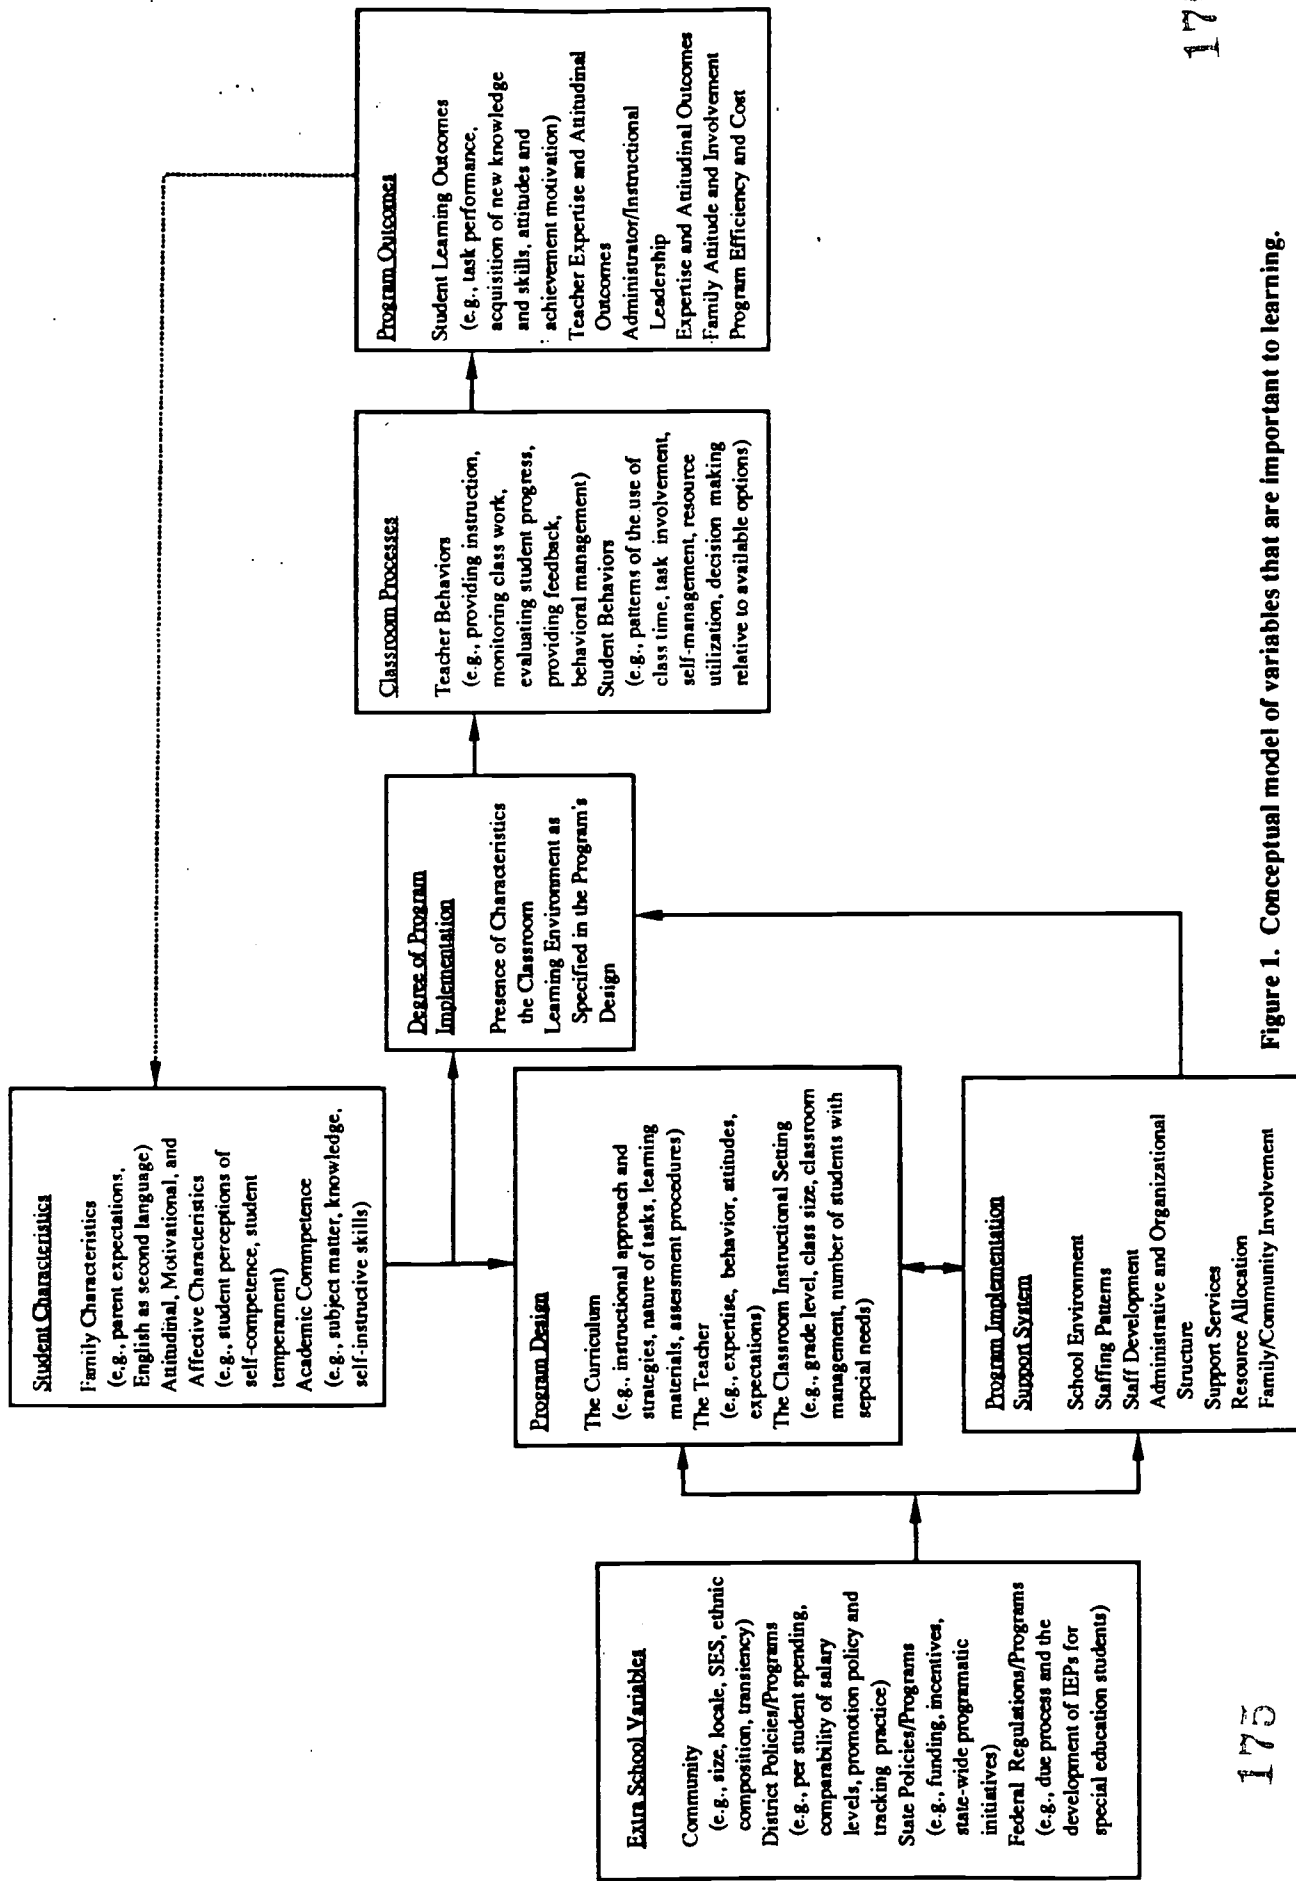 Extra School Variables
Community
(e.g., size, locale, SES, ethnic
composition, transiency)
District Policies/Programs
(e.g., per student spending,
comparability of salary
levels, promotion policy and
tracking practice)
State Policies/Programs
(e.g., funding, incentives,
state-wide programatic
initiatives)
Federal Regulations/Programs
(e.g., due process and the
development of IEPs for
special education students)
Student Characteristics
Family Characteristics
(e.g., parent expectations,
English as second language)
Attitudinal, Motivational, and
Affective Characteristics
(e.g., student perceptions of
self-competence, student
temperament)
Academic Commpetence
(e.g., subject matter, knowledge,
self-instructive skills)
Program Design
The Curriculum
(e.g., instructional approach and
strategies, nature of tasks, learning
materials, assessment procedures)
The Teacher
(e.g., expertise, behavior, attitudes,
expectations)
The Classroom Instructional Setting
(e.g., grade level, class size, classroom
management, number of students with
sepcial needs)
Program Implementation
Support System
School Environment
Staffing Patterns
Staff Development
Administrative and Organizational
Structure
Support Services
Resource Allocation
Family/Community Involvement
Degree of Program
Implementation
Presence of Characteristics
the Classroom
Learning Environment as
Specified in the Program's
Design
Classroom Processes
Teacher Behaviors
(e.g., providing instruction,
monitoring class work,
evaluating student progress,
providing feedback,
behavioral management)
Student Behaviors
(e.g., patterns of the use of
class time, task involvement,
self-management, resource
utilization, decision making
relative to available options)
Program Outcomes
Student Learning Outcomes
(e.g., task performance,
acquisition of new knowledge
and skills, attitudes and
achievement motivation)
Teacher Expertise and Attitudinal
Outcomes
Administrator/Instructional
Leadership
Expertise and Attitudinal Outcomes
Family Attitude and Involvement
Program Efficiency and Cost
Figure 1. Conceptual model of variables that are important to learning.
175
17